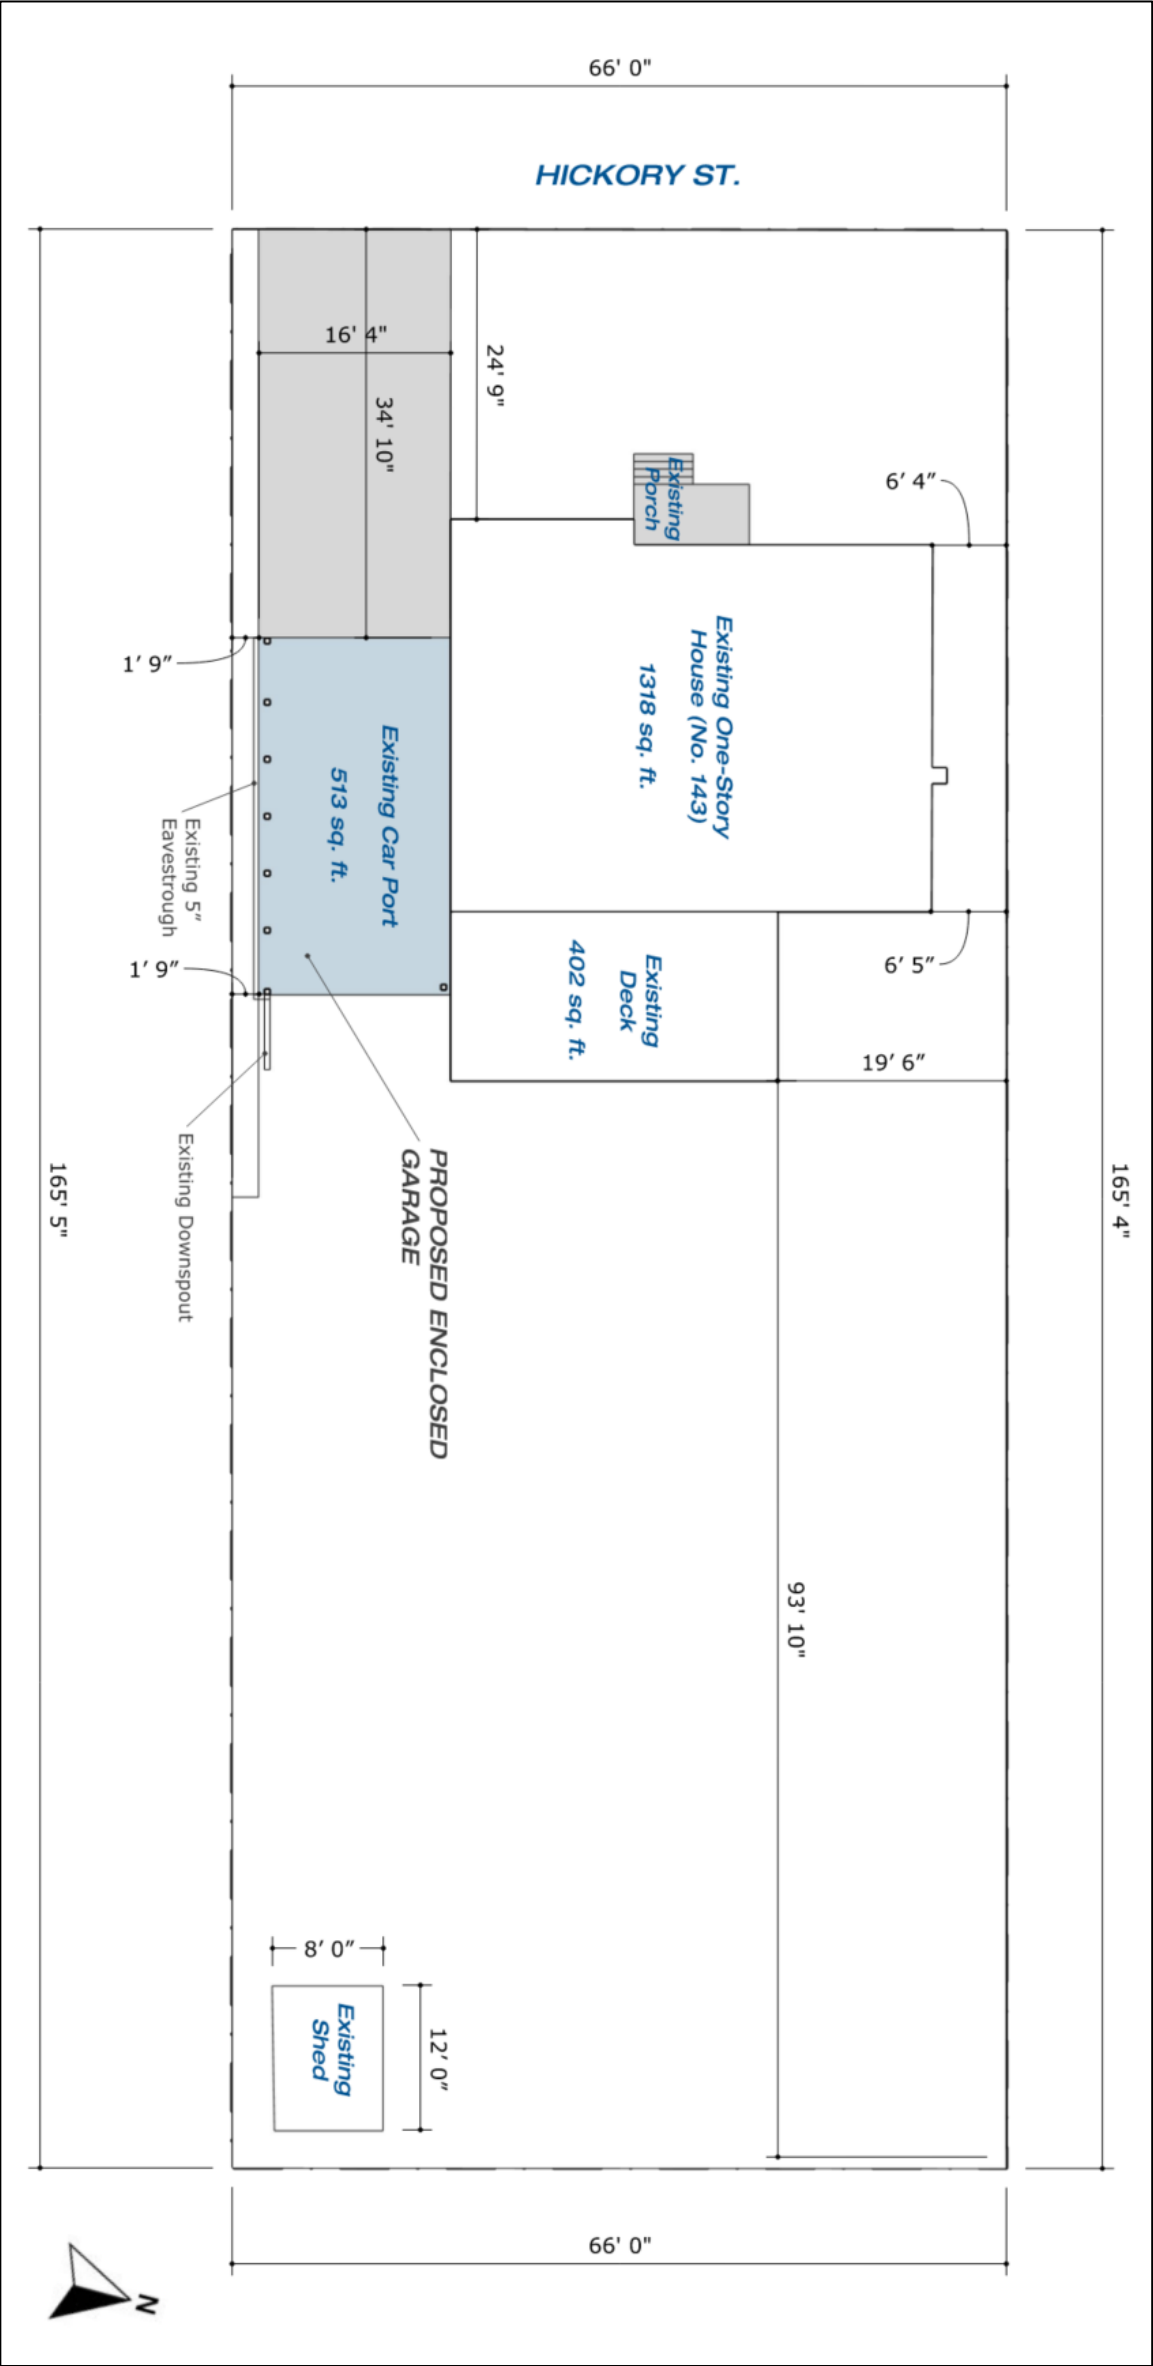 66' 0"
HICKORY ST.
16' 4"
34' 10"
24' 9"
Existing
Porch
6' 4"
1' 9"
Existing One-Story
House (No. 143)
1318 sq. ft.
Existing Car Port
513 sq. ft.
Existing 5"
Eavestrough
1' 9"
Existing
Deck
402 sq. ft.
6' 5"
19' 6"
Existing Downspout
PROPOSED ENCLOSED
GARAGE
165' 5"
165' 4"
93' 10"
8' 0"
Existing
Shed
12' 0"
66' 0"
N